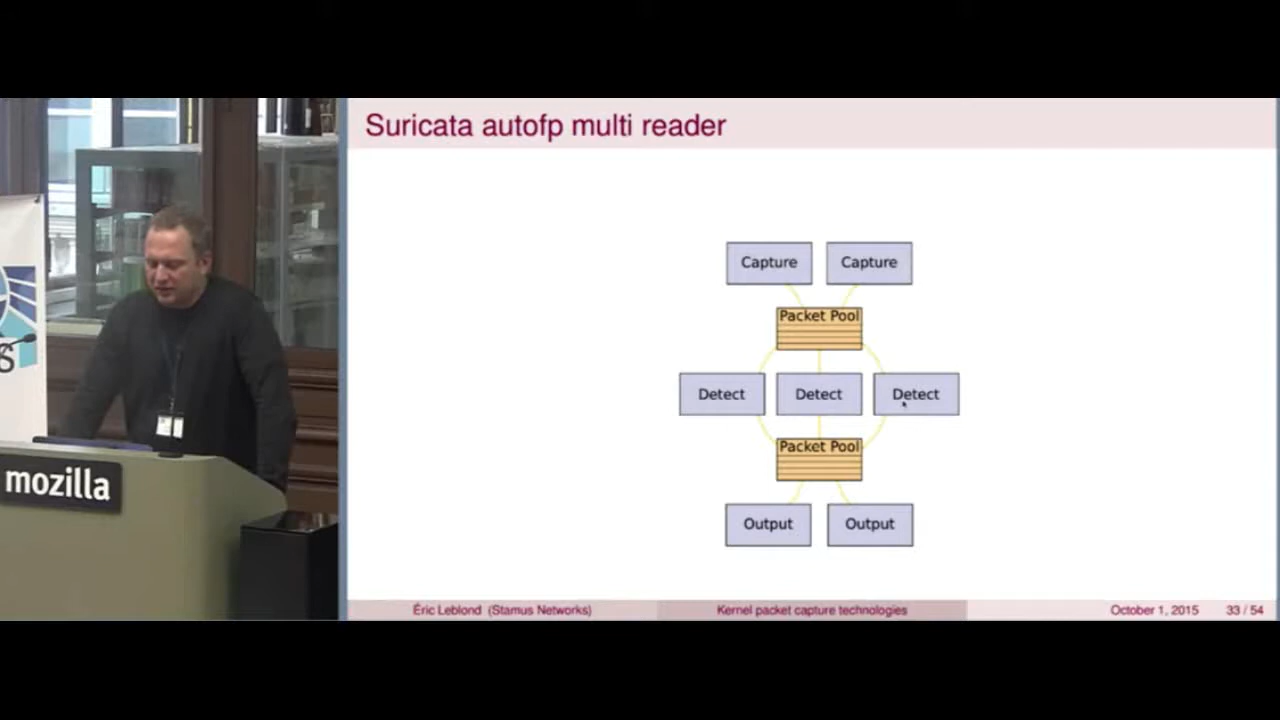 Suricata autofp multi reader
Capture
Capture
Packet Pool
Detect
Detect
Detect
Packet Pool
Output
Output
mozilla
Éric Leblond (Stamus Networks)
Kernel packet capture technologies
October 1, 2015
33 / 54